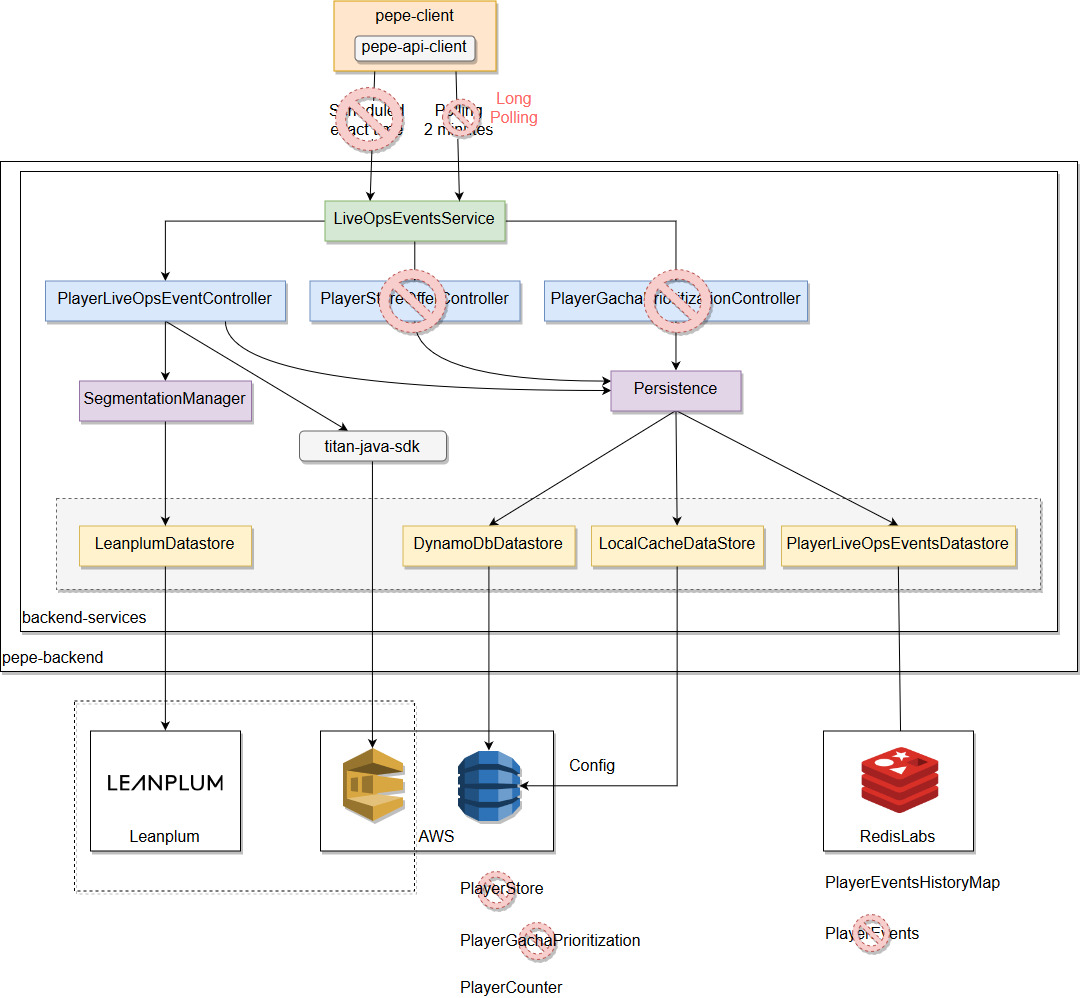 pepe-client
pepe-api-client
Scheduled
exact time
Polling
2 minutes
Long
Polling
LiveOpsEventsService
PlayerLiveOpsEventController
PlayerStoreOfferController
PlayerGachaPrioritizationController
SegmentationManager
Persistence
titan-java-sdk
LeanplumDatastore
DynamoDbDatastore
LocalCacheDataStore
PlayerLiveOpsEventsDatastore
backend-services
pepe-backend
LEANPLUM
Leanplum
AWS
Config
RedisLabs
PlayerStore
PlayerGachaPrioritization
PlayerCounter
PlayerEventsHistoryMap
PlayerEvents